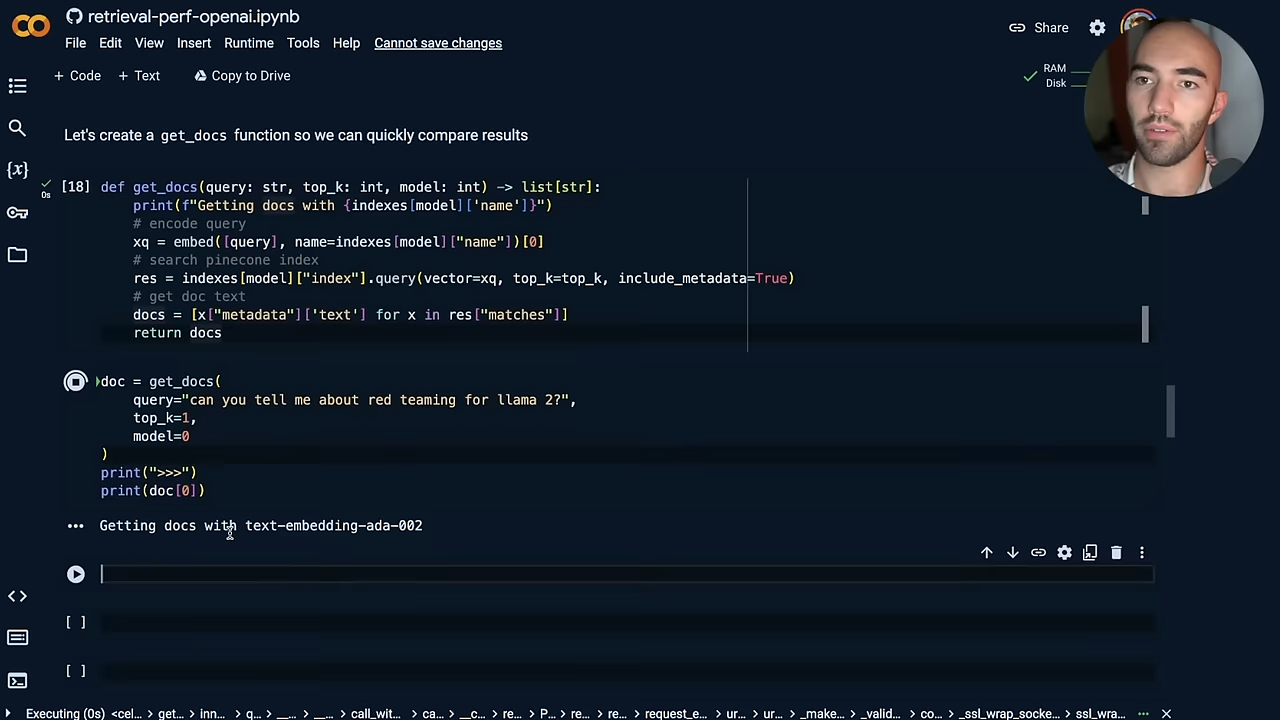 retrieval-perf-openai.ipynb
File Edit View Insert Runtime Tools Help Cannot save changes
Share
+ Code + Text Copy to Drive
RAM
Disk
Let's create a get_docs function so we can quickly compare results
[18] def get_docs(query: str, top_k: int, model: int) -> list[str]:
0s
print(f"Getting docs with {indexes[model]['name']}")
# encode query
xq = embed([query], name=indexes[model]["name"])[0]
# search pinecone index
res = indexes[model]["index"].query(vector=xq, top_k=top_k, include_metadata=True)
# get doc text
docs = [x["metadata"]['text'] for x in res["matches"]]
return docs
doc = get_docs(
query="can you tell me about red teaming for llama 2?",
top_k=1,
model=0
)
print(">>>")
print(doc[0])
Getting docs with text-embedding-ada-002
[ ]
[ ]
Executing (0s) <cel... > get... > inn... > q... > __... > __... > call_wit... > ca... > __c... > re... > P... > re... > re... > request_e... > ur... > ur... > _make... > _valid... > co... > _ssl_wrap_socke... > ssl_wra... ...